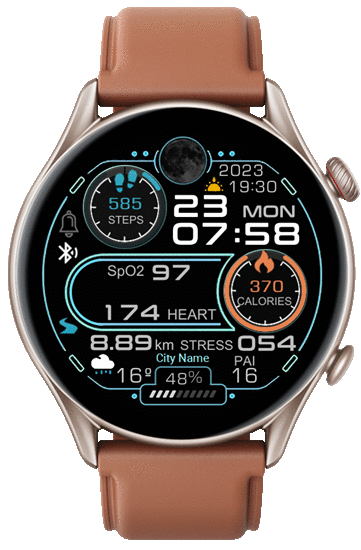 2023
19:30
585
STEPS
23 MON
07:58
SpO2 97
370
CALORIES
174 HEART
8.89 km STRESS 054
City Name
16º
PAI
16
48%